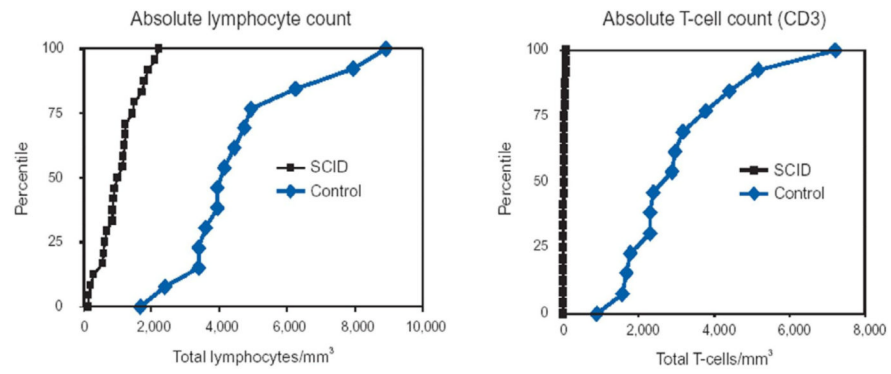 Absolute lymphocyte count
100
75
50
25
0
Percentile
SCID
Control
0
2,000
4,000
6,000
8,000
10,000
Total lymphocytes/mm³
Absolute T-cell count (CD3)
100
75
50
25
0
Percentile
SCID
Control
0
2,000
4,000
6,000
8,000
Total T-cells/mm³